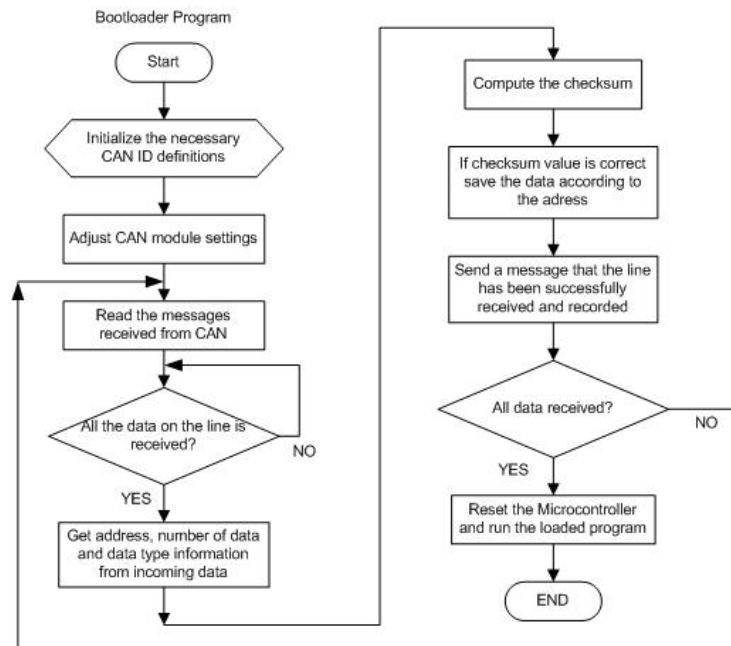 Bootloader Program
Start
Initialize the necessary
CAN ID definitions
Adjust CAN module settings
Read the messages
received from CAN
All the data on the line is
received?
NO
YES
Get address, number of data
and data type information
from incoming data
Compute the checksum
If checksum value is correct
save the data according to
the adress
Send a message that the line
has been successfully
received and recorded
All data received?
NO
YES
Reset the Microcontroller
and run the loaded program
END